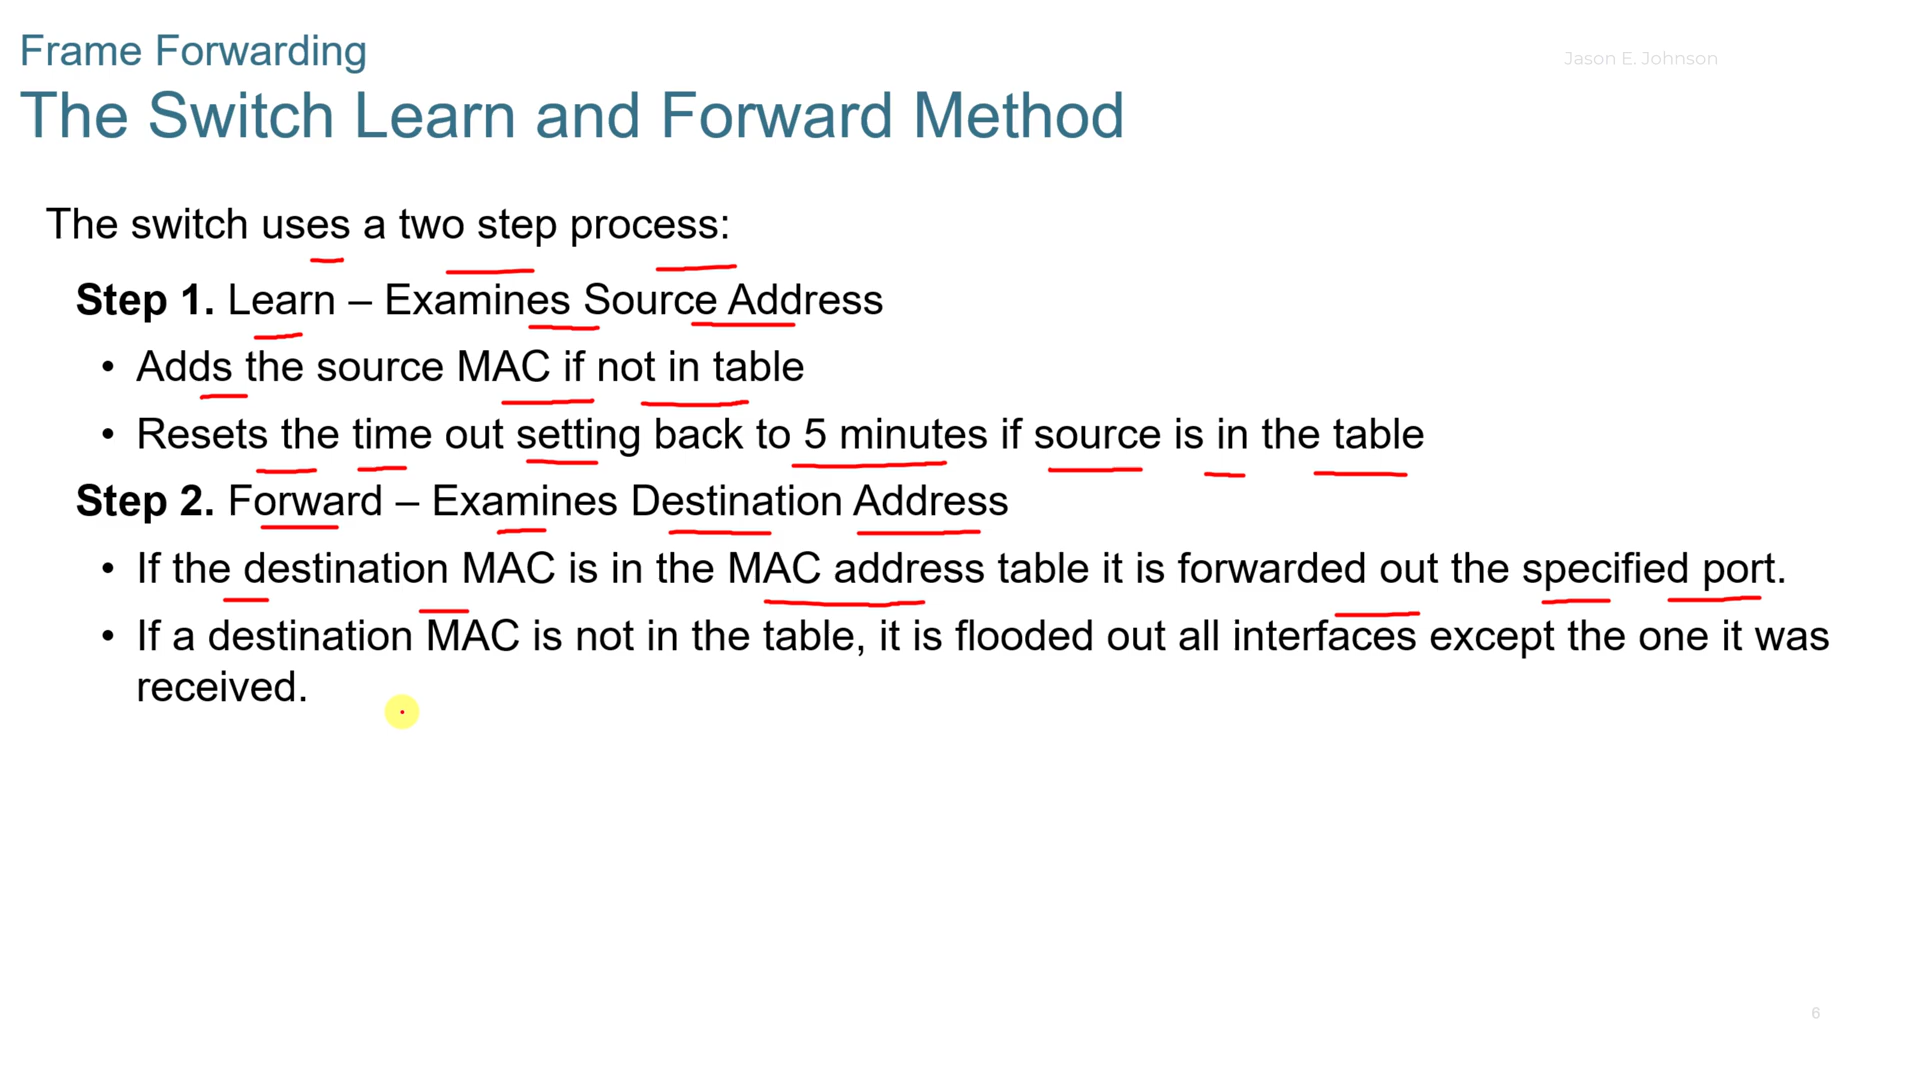 Frame Forwarding
Jason E. Johnson
The Switch Learn and Forward Method
The switch uses a two step process:
Step 1. Learn – Examines Source Address
• Adds the source MAC if not in table
• Resets the time out setting back to 5 minutes if source is in the table
Step 2. Forward – Examines Destination Address
• If the destination MAC is in the MAC address table it is forwarded out the specified port.
• If a destination MAC is not in the table, it is flooded out all interfaces except the one it was
received.
6